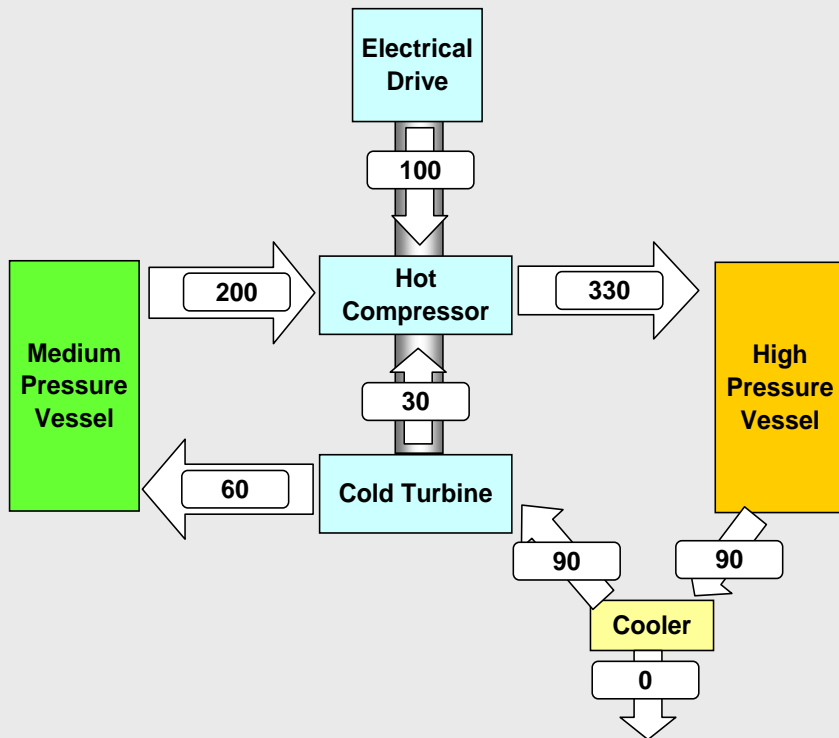 Electrical
Drive
100
200
Hot
Compressor
330
Medium
Pressure
Vessel
High
Pressure
Vessel
30
60
Cold Turbine
90
90
Cooler
0